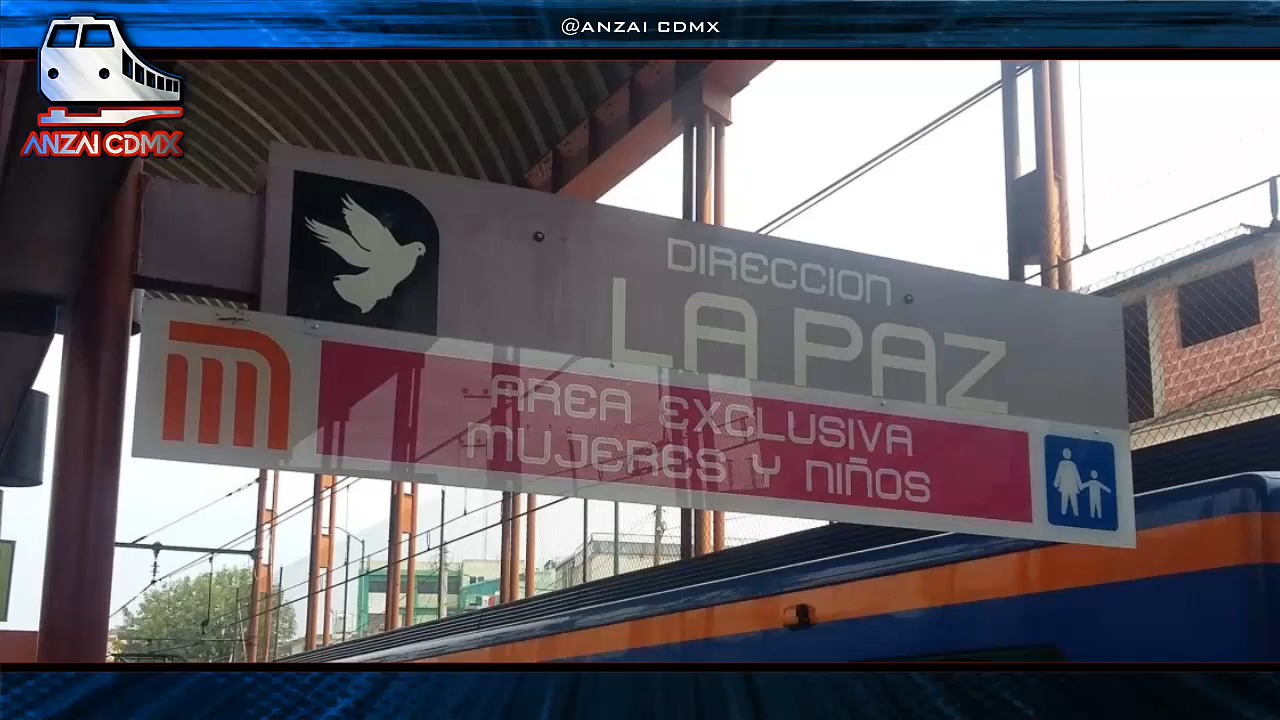 @ANZAI CDMX
ANZAI CDMX
DIRECCION
LA PAZ
AREA EXCLUSIVA
MUJERES Y NIÑOS